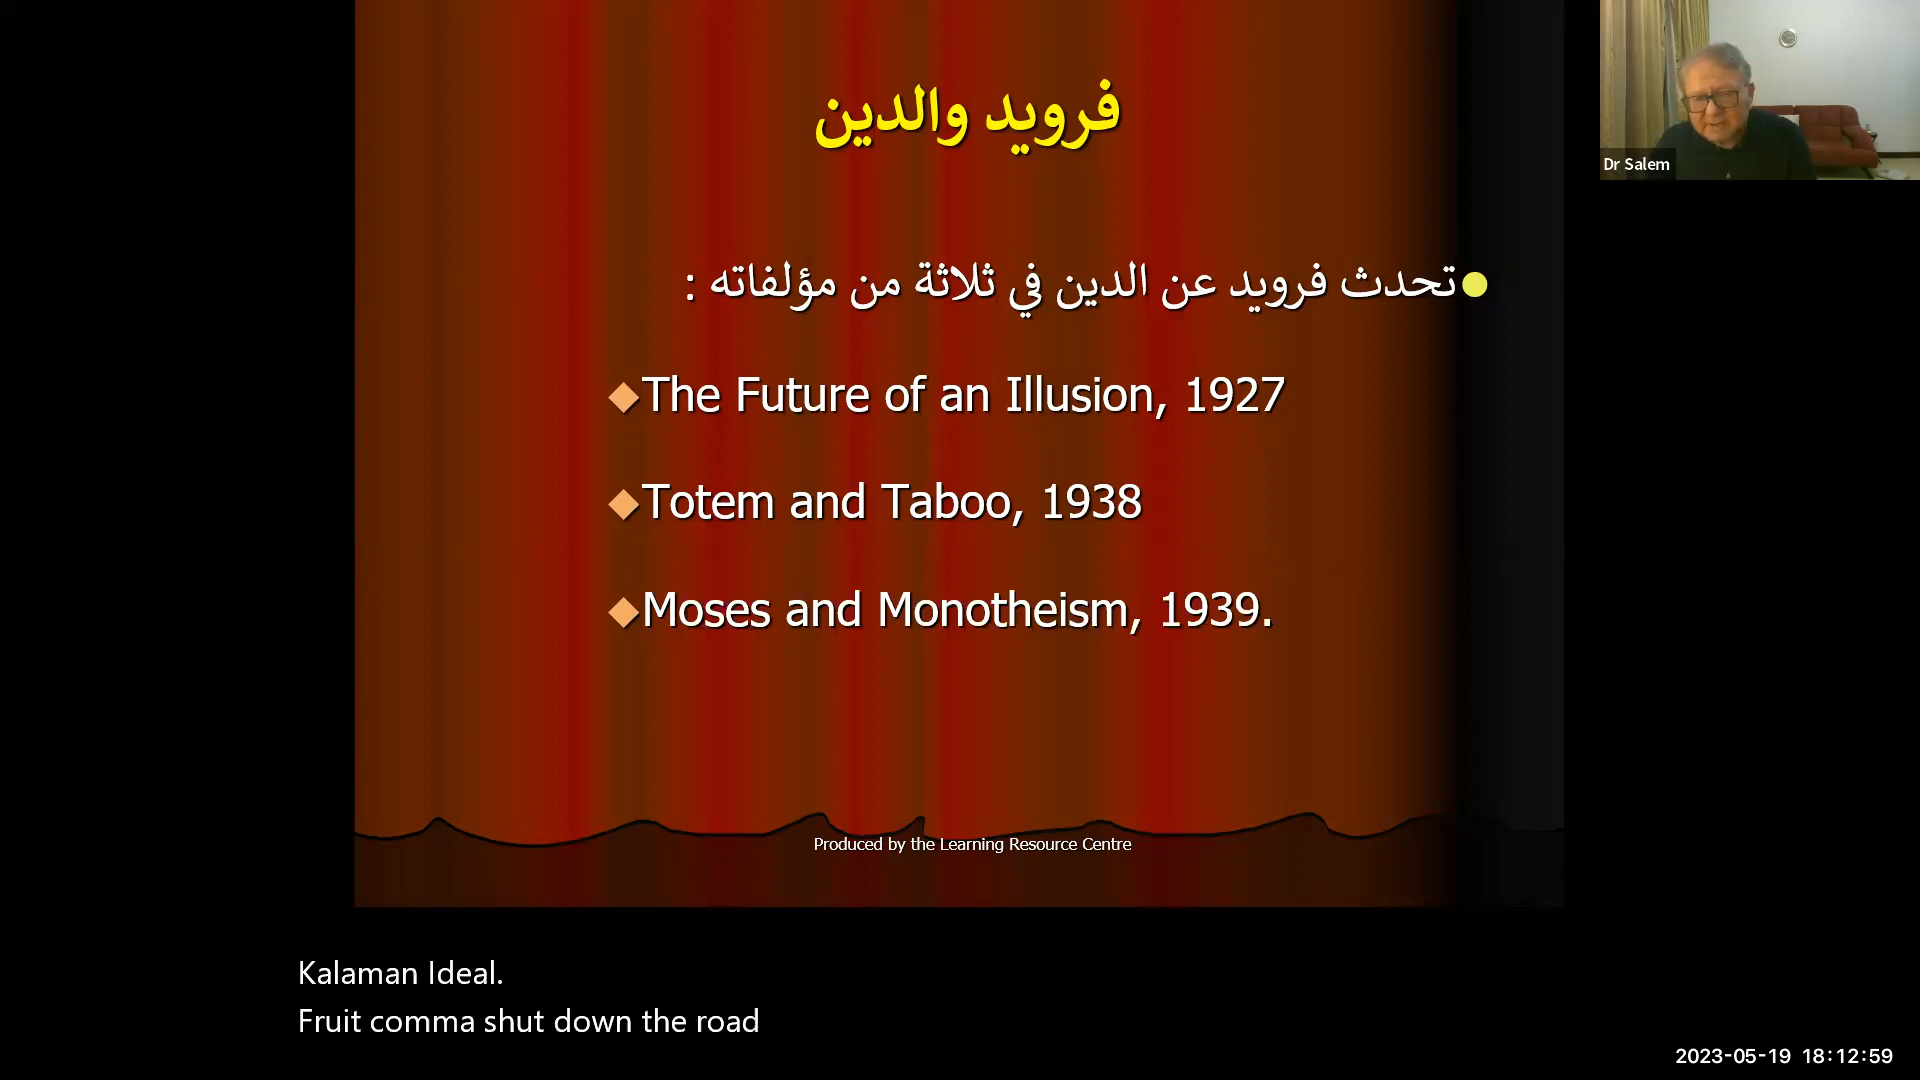 فرويد والدين
Dr Salem
تحدث فرويد عن الدين في ثلاثة من مؤلفاته :
The Future of an Illusion, 1927
Totem and Taboo, 1938
Moses and Monotheism, 1939.
Produced by the Learning Resource Centre
Kalaman Ideal.
Fruit comma shut down the road
2023-05-19 18:12:59